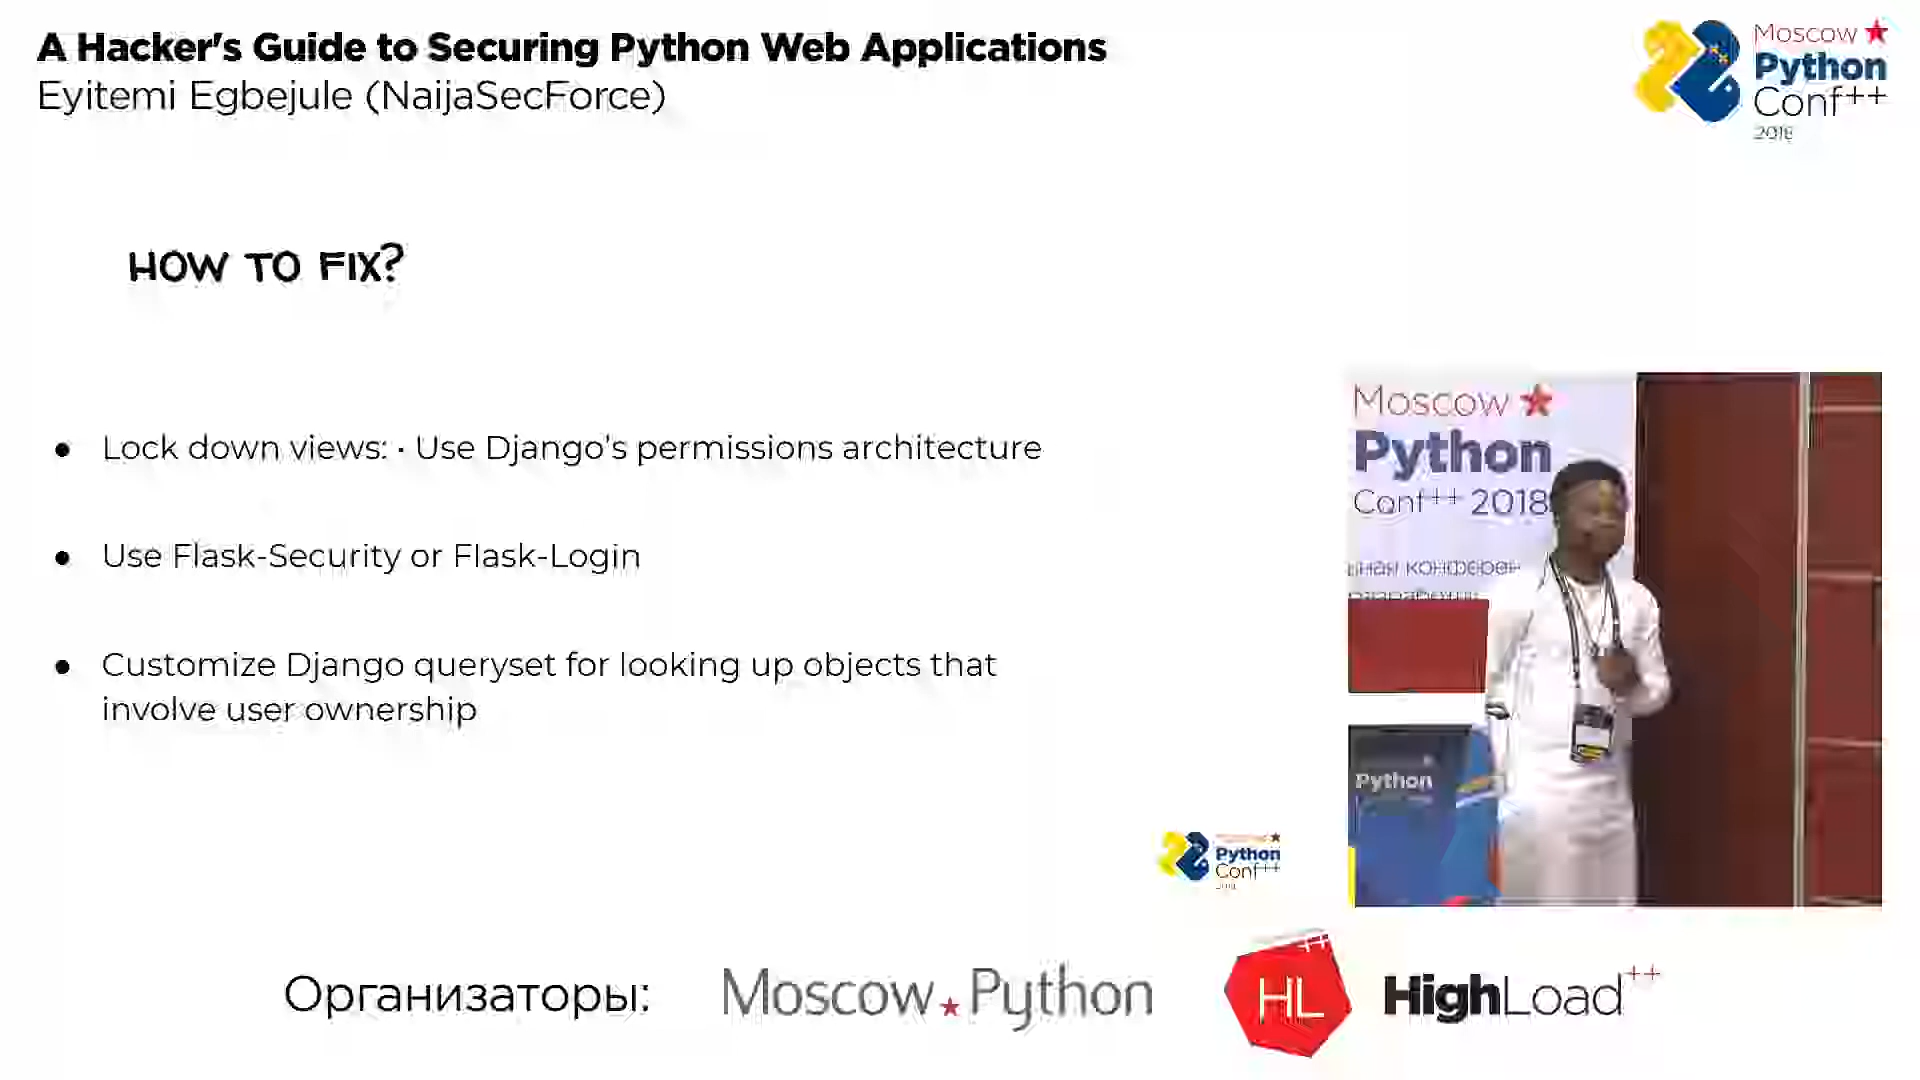 A Hacker's Guide to Securing Python Web Applications
Eyitemi Egbejule (NaijaSecForce)
Moscow
Python
Conf++
2018
HOW TO FIX?
• Lock down views: · Use Django's permissions architecture
• Use Flask-Security or Flask-Login
• Customize Django queryset for looking up objects that
involve user ownership
Moscow
Python
Conf++ 2018
Python
Python
Conf++
Организаторы:
Moscow Python
HL
HighLoad++